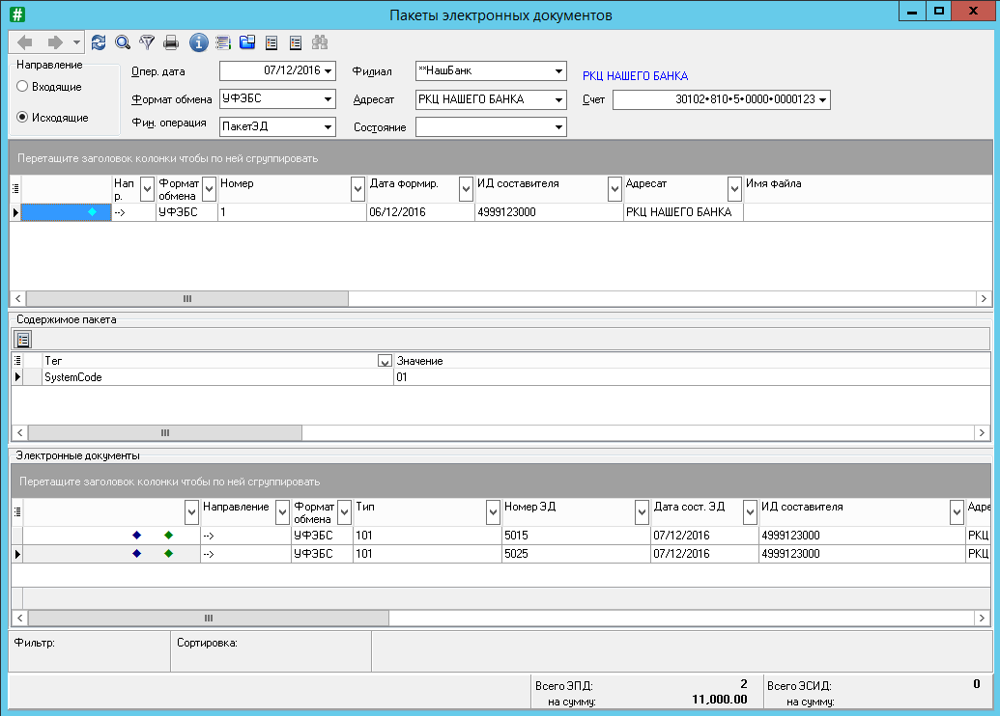 Пакеты электронных документов
Направление
Входящие
Исходящие
Опер. дата 07/12/2016
Формат обмена УФЭБС
Фин. операция ПакетЭД
Филиал **НашБанк
Адресат РКЦ НАШЕГО БАНКА
Состояние
РКЦ НАШЕГО БАНКА
Счет 30102•810•5•0000•0000123
Перетащите заголовок колонки чтобы по ней сгруппировать
Нап р. Формат обмена Номер Дата формир. ИД составителя Адресат Имя файла
--> УФЭБС 1 06/12/2016 4999123000 РКЦ НАШЕГО БАНКА
Содержимое пакета
Тег Значение
SystemCode 01
Электронные документы
Перетащите заголовок колонки чтобы по ней сгруппировать
Направление Формат обмена Тип Номер ЭД Дата сост. ЭД ИД составителя Адре
--> УФЭБС 101 5015 07/12/2016 4999123000 РКЦ
--> УФЭБС 101 5025 07/12/2016 4999123000 РКЦ
Фильтр: Сортировка:
Всего ЭПД: 2 Всего ЭСИД: 0
на сумму: 11,000.00 на сумму: